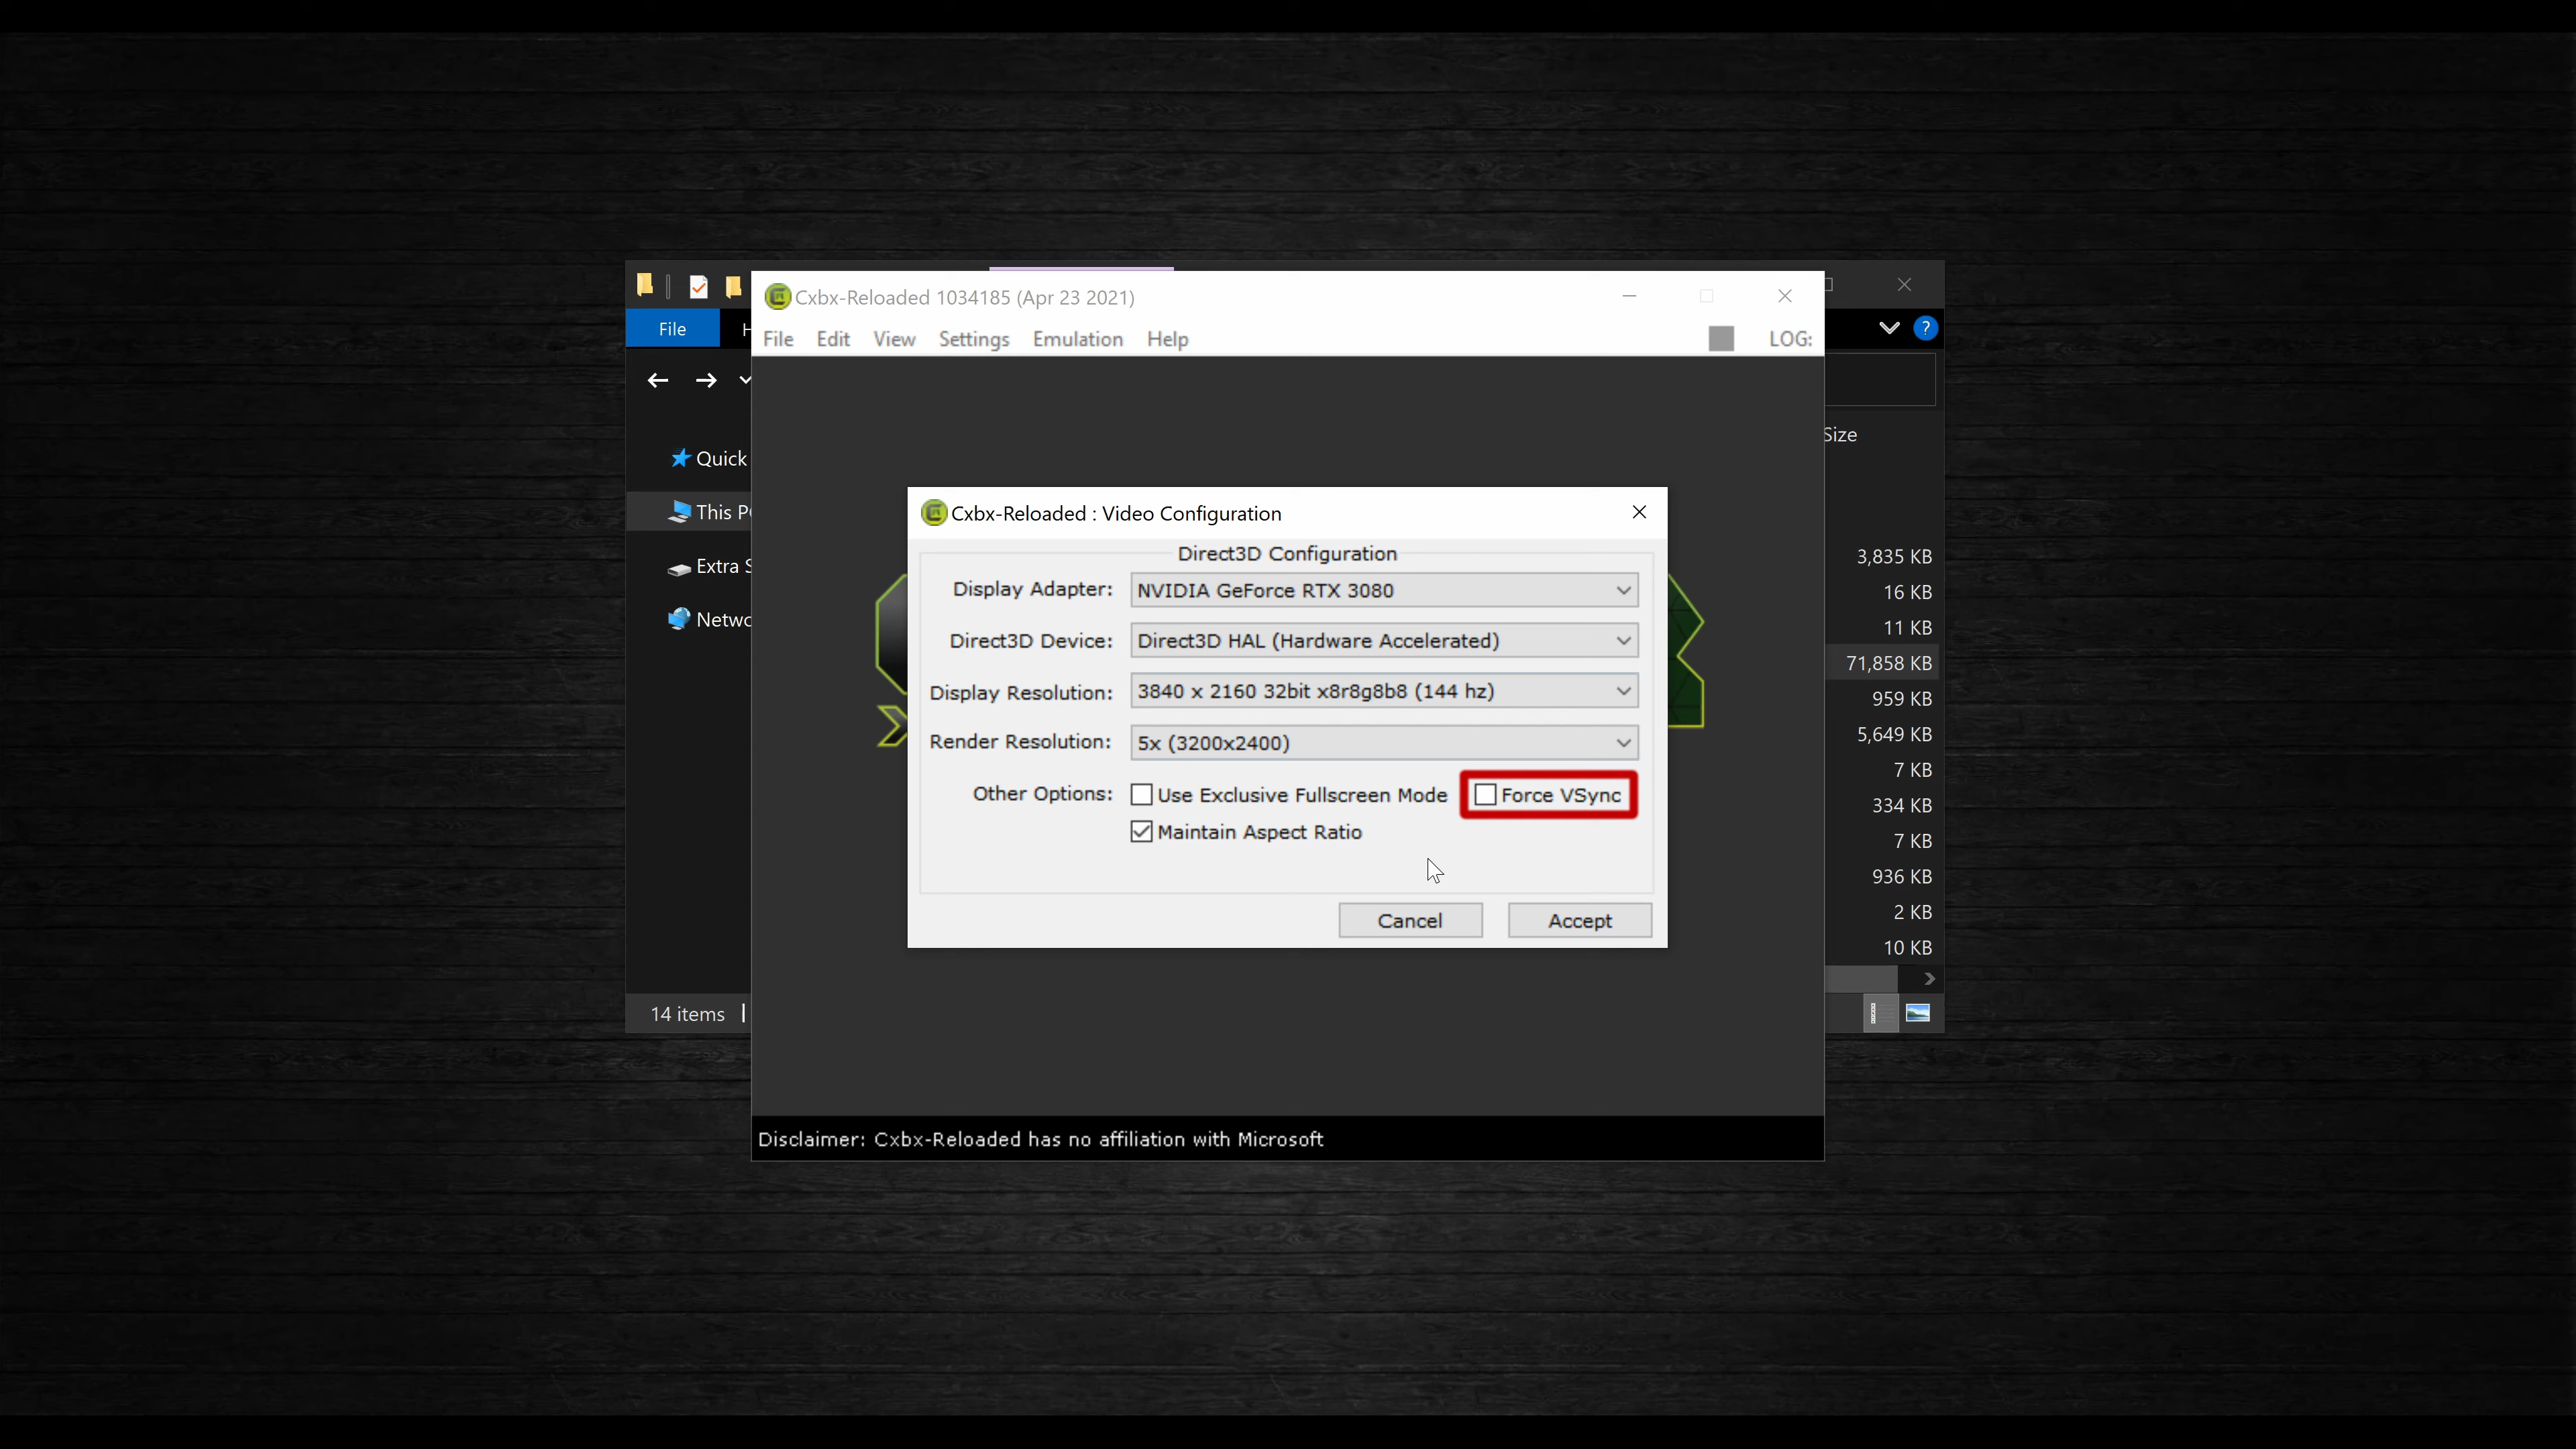 Cxbx-Reloaded 1034185 (Apr 23 2021)
File
File Edit View Settings Emulation Help
LOG:
Quick
This
Extra
Size
Cxbx-Reloaded : Video Configuration
Direct3D Configuration
Display Adapter: NVIDIA GeForce RTX 3080
Direct3D Device: Direct3D HAL (Hardware Accelerated)
Display Resolution: 3840 x 2160 32bit x8r8g8b8 (144 hz)
Render Resolution: 5x (3200x2400)
Other Options: Use Exclusive Fullscreen Mode Force VSync
Maintain Aspect Ratio
Cancel Accept
3,835 KB
16 KB
11 KB
71,858 KB
959 KB
5,649 KB
7 KB
334 KB
7 KB
936 KB
2 KB
10 KB
14 items
Disclaimer: Cxbx-Reloaded has no affiliation with Microsoft